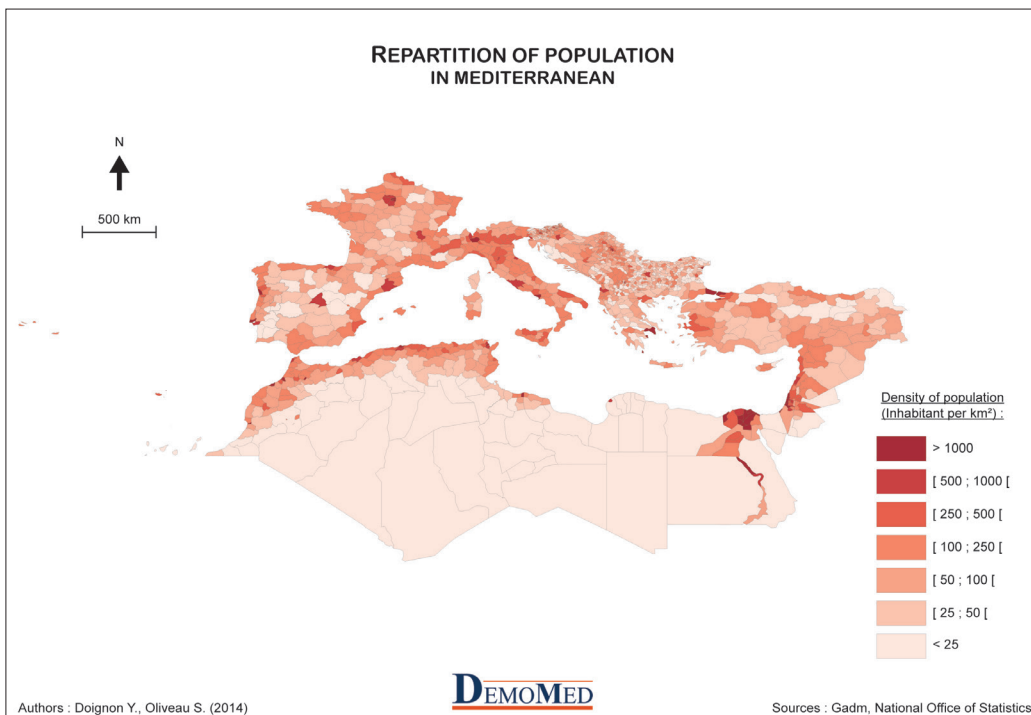 REPARTITION OF POPULATION
IN MEDITERRANEAN
N
500 km
Density of population
(Inhabitant per km²) :
> 1000
[ 500 ; 1000 [
[ 250 ; 500 [
[ 100 ; 250 [
[ 50 ; 100 [
[ 25 ; 50 [
< 25
DEMOMED
Authors : Doignon Y., Oliveau S. (2014)
Sources : Gadm, National Office of Statistics